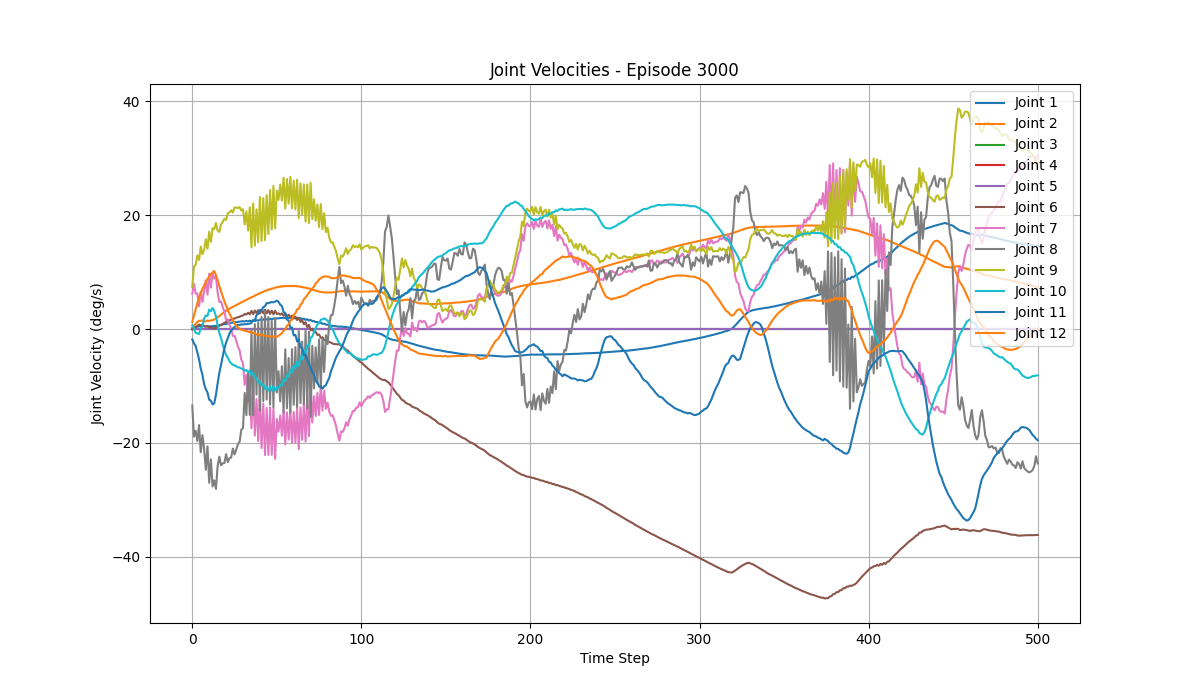 Joint Velocities - Episode 3000
Joint Velocity (deg/s)
40
20
0
−20
−40
0
100
200
300
400
500
Time Step
Joint 1
Joint 2
Joint 3
Joint 4
Joint 5
Joint 6
Joint 7
Joint 8
Joint 9
Joint 10
Joint 11
Joint 12